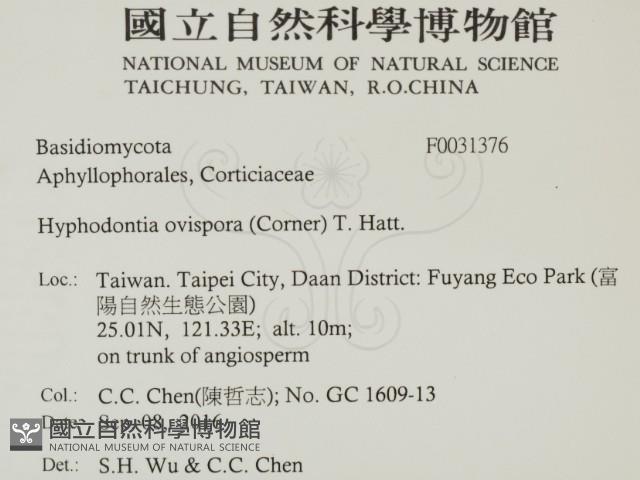 國立自然科學博物館
NATIONAL MUSEUM OF NATURAL SCIENCE
TAICHUNG, TAIWAN, R.O.CHINA
Basidiomycota F0031376
Aphyllophorales, Corticiaceae
Hyphodontia ovispora (Corner) T. Hatt.
Loc.: Taiwan. Taipei City, Daan District: Fuyang Eco Park (富
陽自然生態公園)
25.01N, 121.33E; alt. 10m;
on trunk of angiosperm
Col.: C.C. Chen(陳哲志); No. GC 1609-13
Date: Sep. 08, 2016
國立自然科學博物館
NATIONAL MUSEUM OF NATURAL SCIENCE
Det.: S.H. Wu & C.C. Chen